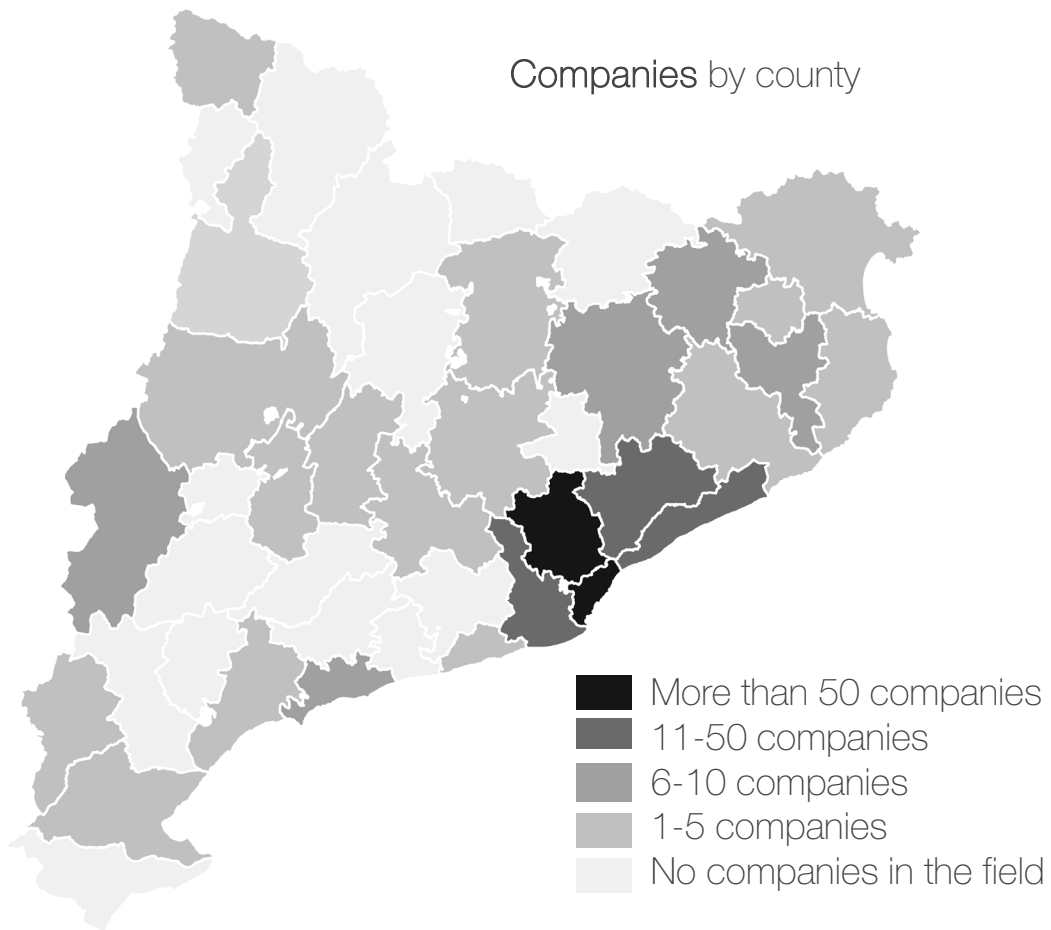 Companies by county
More than 50 companies
11-50 companies
6-10 companies
1-5 companies
No companies in the field